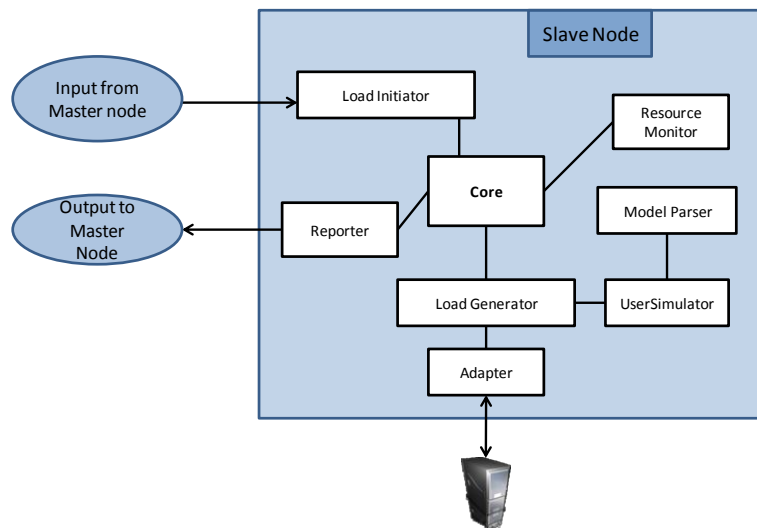 Slave Node
Input from
Master node
Load Initiator
Resource
Monitor
Core
Output to
Master
Node
Reporter
Model Parser
Load Generator
UserSimulator
Adapter